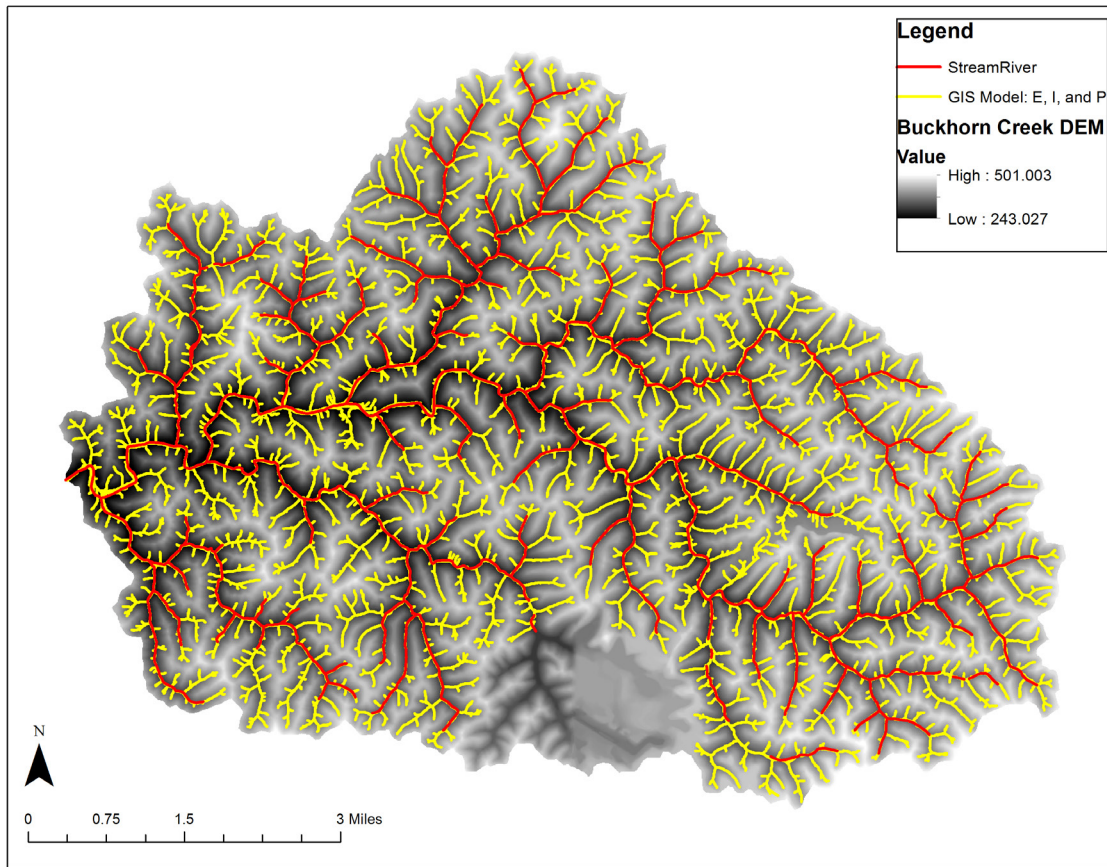 Legend
StreamRiver
GIS Model: E, I, and P
Buckhorn Creek DEM
Value
High : 501.003
Low : 243.027
N
0 0.75 1.5 3 Miles